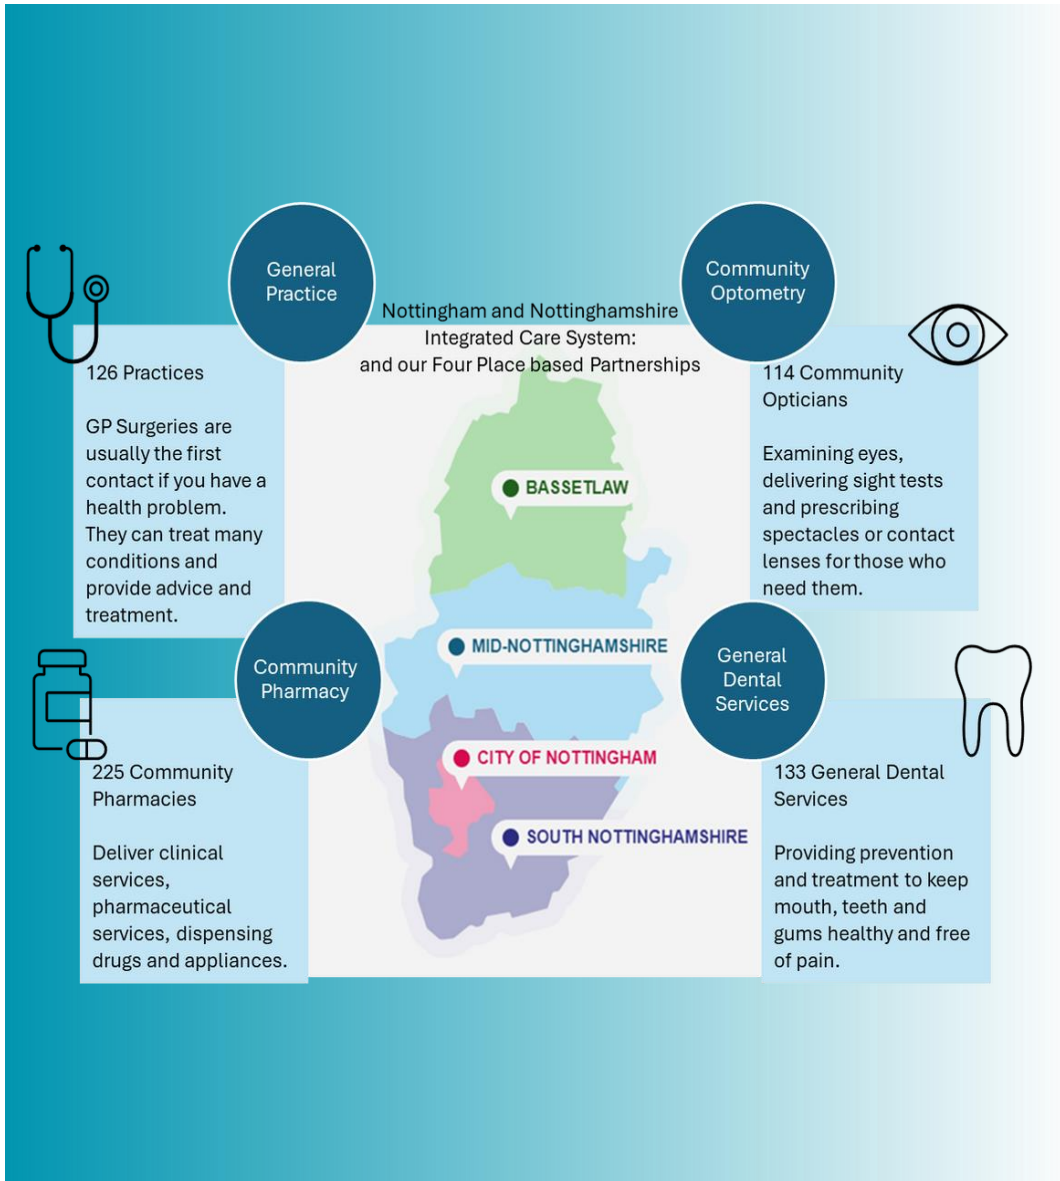 General
Practice
Community
Optometry
Nottingham and Nottinghamshire
Integrated Care System:
and our Four Place based Partnerships
126 Practices
GP Surgeries are
usually the first
contact if you have a
health problem.
They can treat many
conditions and
provide advice and
treatment.
114 Community
Opticians
Examining eyes,
delivering sight tests
and prescribing
spectacles or contact
lenses for those who
need them.
BASSETLAW
MID-NOTTINGHAMSHIRE
CITY OF NOTTINGHAM
SOUTH NOTTINGHAMSHIRE
Community
Pharmacy
225 Community
Pharmacies
Deliver clinical
services,
pharmaceutical
services, dispensing
drugs and appliances.
General
Dental
Services
133 General Dental
Services
Providing prevention
and treatment to keep
mouth, teeth and
gums healthy and free
of pain.